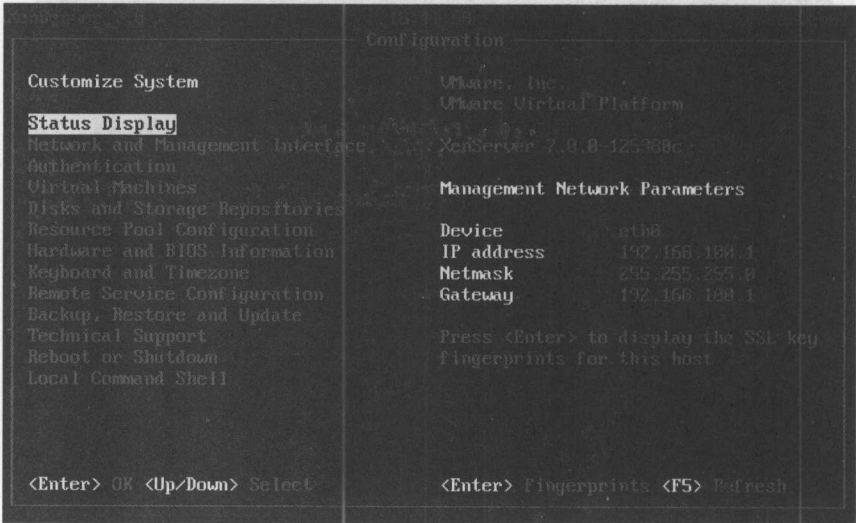 Configuration
Customize System
Status Display
Network and Management Interface
Authentication
Virtual Machines
Disks and Storage Repositories
Resource Pool Configuration
Hardware and BIOS Information
Keyboard and Timezone
Remote Service Configuration
Backup, Restore and Update
Technical Support
Reboot or Shutdown
Local Command Shell
<Enter> OK <Up/Down> Select
VMware, Inc.
VMware Virtual Platform
XenServer 7.0.0-125380c
Management Network Parameters
Device eth0
IP address 192.168.100.1
Netmask 255.255.255.0
Gateway 192.168.100.1
Press <Enter> to display the SSL key
fingerprints for this host
<Enter> Fingerprints <F5> Refresh